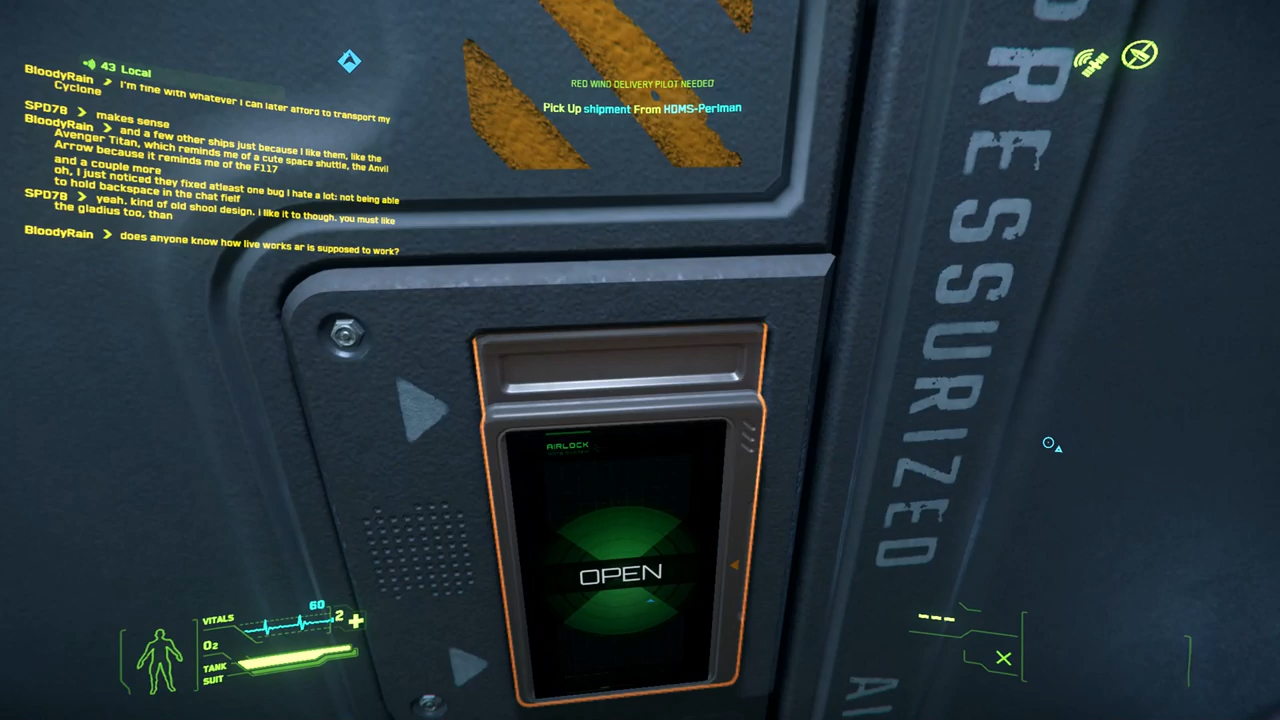 43 Local
BloodyRain > I'm fine with whatever I can later afford to transport my
Cyclone
SPD78 > makes sense
BloodyRain > and a few other ships just because I like them, like the
Avenger Titan, which reminds me of a cute space shuttle, the Anvil
Arrow because it reminds me of the F117
and a couple more
oh, I just noticed they fixed atleast one bug I hate a lot: not being able
to hold backspace in the chat fielf
SPD78 > yeah. kind of old shool design. i like it to though. you must like
the gladius too, than
BloodyRain > does anyone know how live works ar is supposed to work?
RED WIND DELIVERY PILOT NEEDED
Pick Up shipment From HDMS-Perlman
PRESSURIZED
AIRLOCK
OPEN
AI
VITALS
60
2
O2
TANK
SUIT